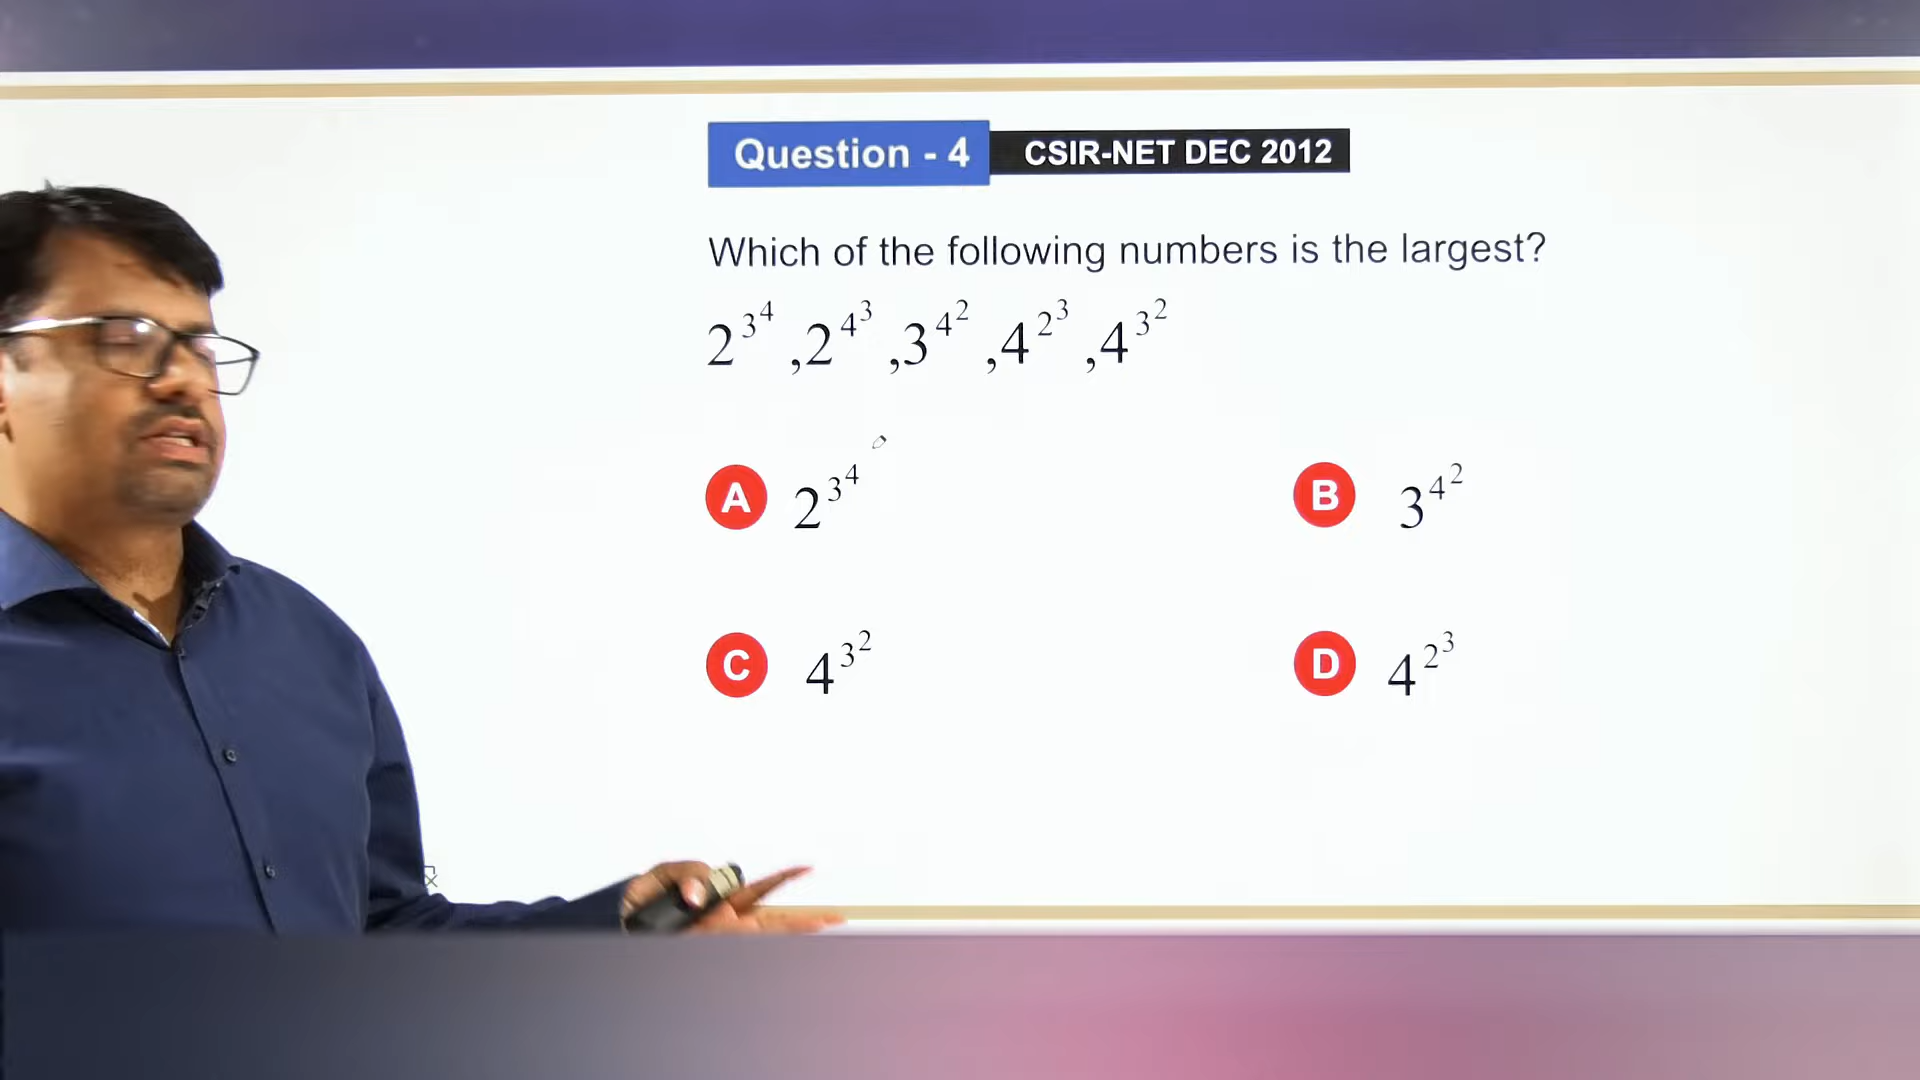 Question - 4 CSIR-NET DEC 2012
Which of the following numbers is the largest?
2^{3^4}, 2^{4^3}, 3^{4^2}, 4^{2^3}, 4^{3^2}
A 2^{3^4} B 3^{4^2}
C 4^{3^2} D 4^{2^3}